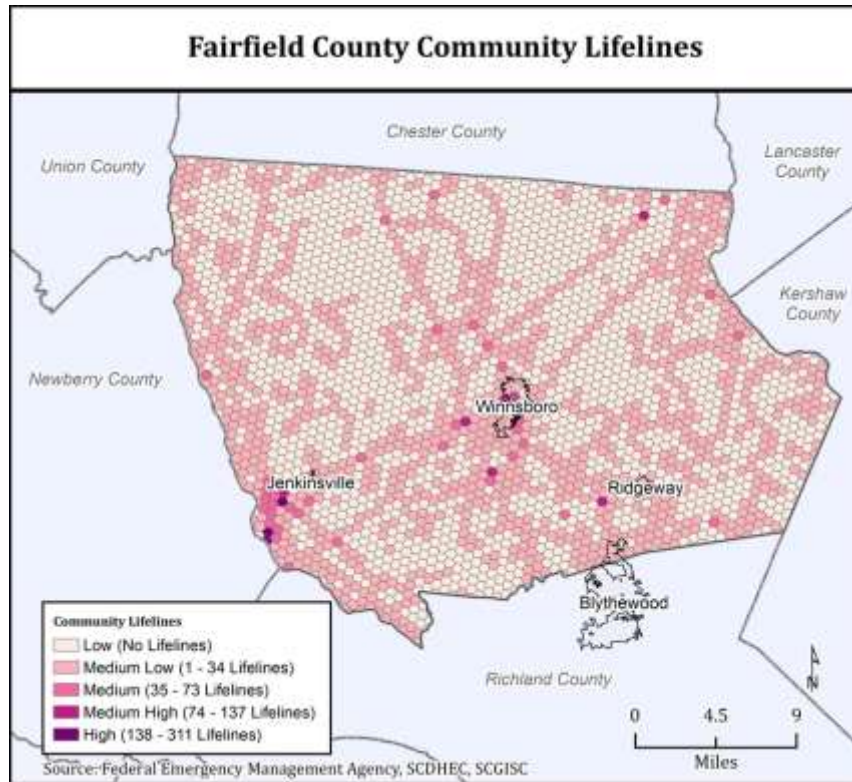 Fairfield County Community Lifelines
Chester County
Union County
Lancaster
County
Kershaw
County
Newberry County
Winnsboro
Jenkinsville
Ridgeway
Blythewood
Richland County
Community Lifelines
Low (No Lifelines)
Medium Low (1 - 34 Lifelines)
Medium (35 - 73 Lifelines)
Medium High (74 - 137 Lifelines)
High (138 - 311 Lifelines)
N
0 4.5 9
Miles
Source: Federal Emergency Management Agency, SCDHEC, SCGISC